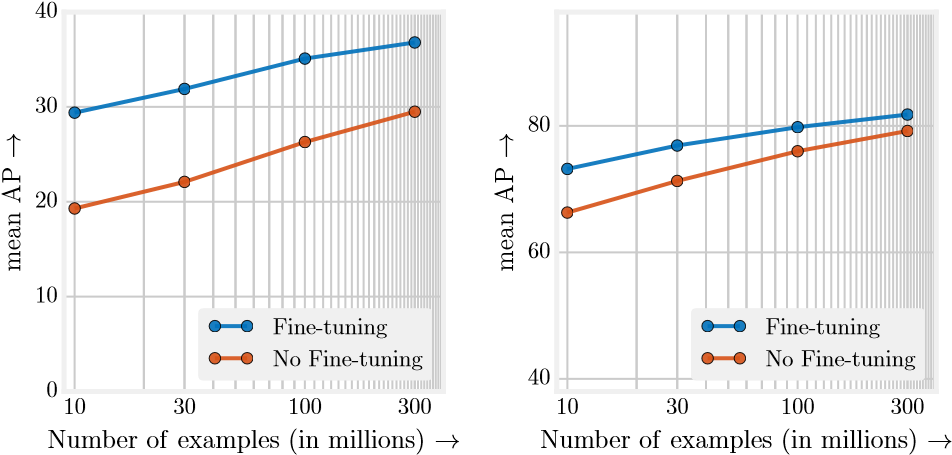 40
30
20
10
0
mean AP →
Fine-tuning
No Fine-tuning
10 30 100 300
Number of examples (in millions) →
80
60
40
mean AP →
Fine-tuning
No Fine-tuning
10 30 100 300
Number of examples (in millions) →